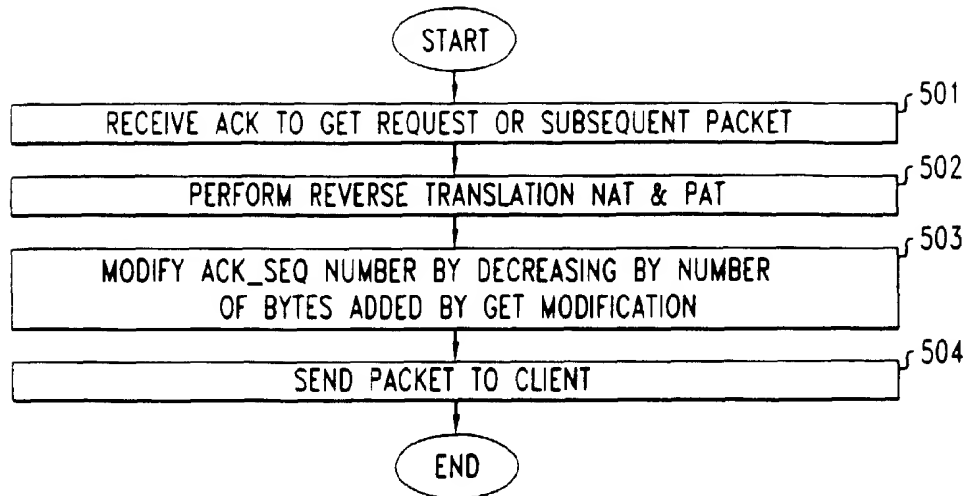 START
501
RECEIVE ACK TO GET REQUEST OR SUBSEQUENT PACKET
502
PERFORM REVERSE TRANSLATION NAT & PAT
503
MODIFY ACK_SEQ NUMBER BY DECREASING BY NUMBER
OF BYTES ADDED BY GET MODIFICATION
504
SEND PACKET TO CLIENT
END